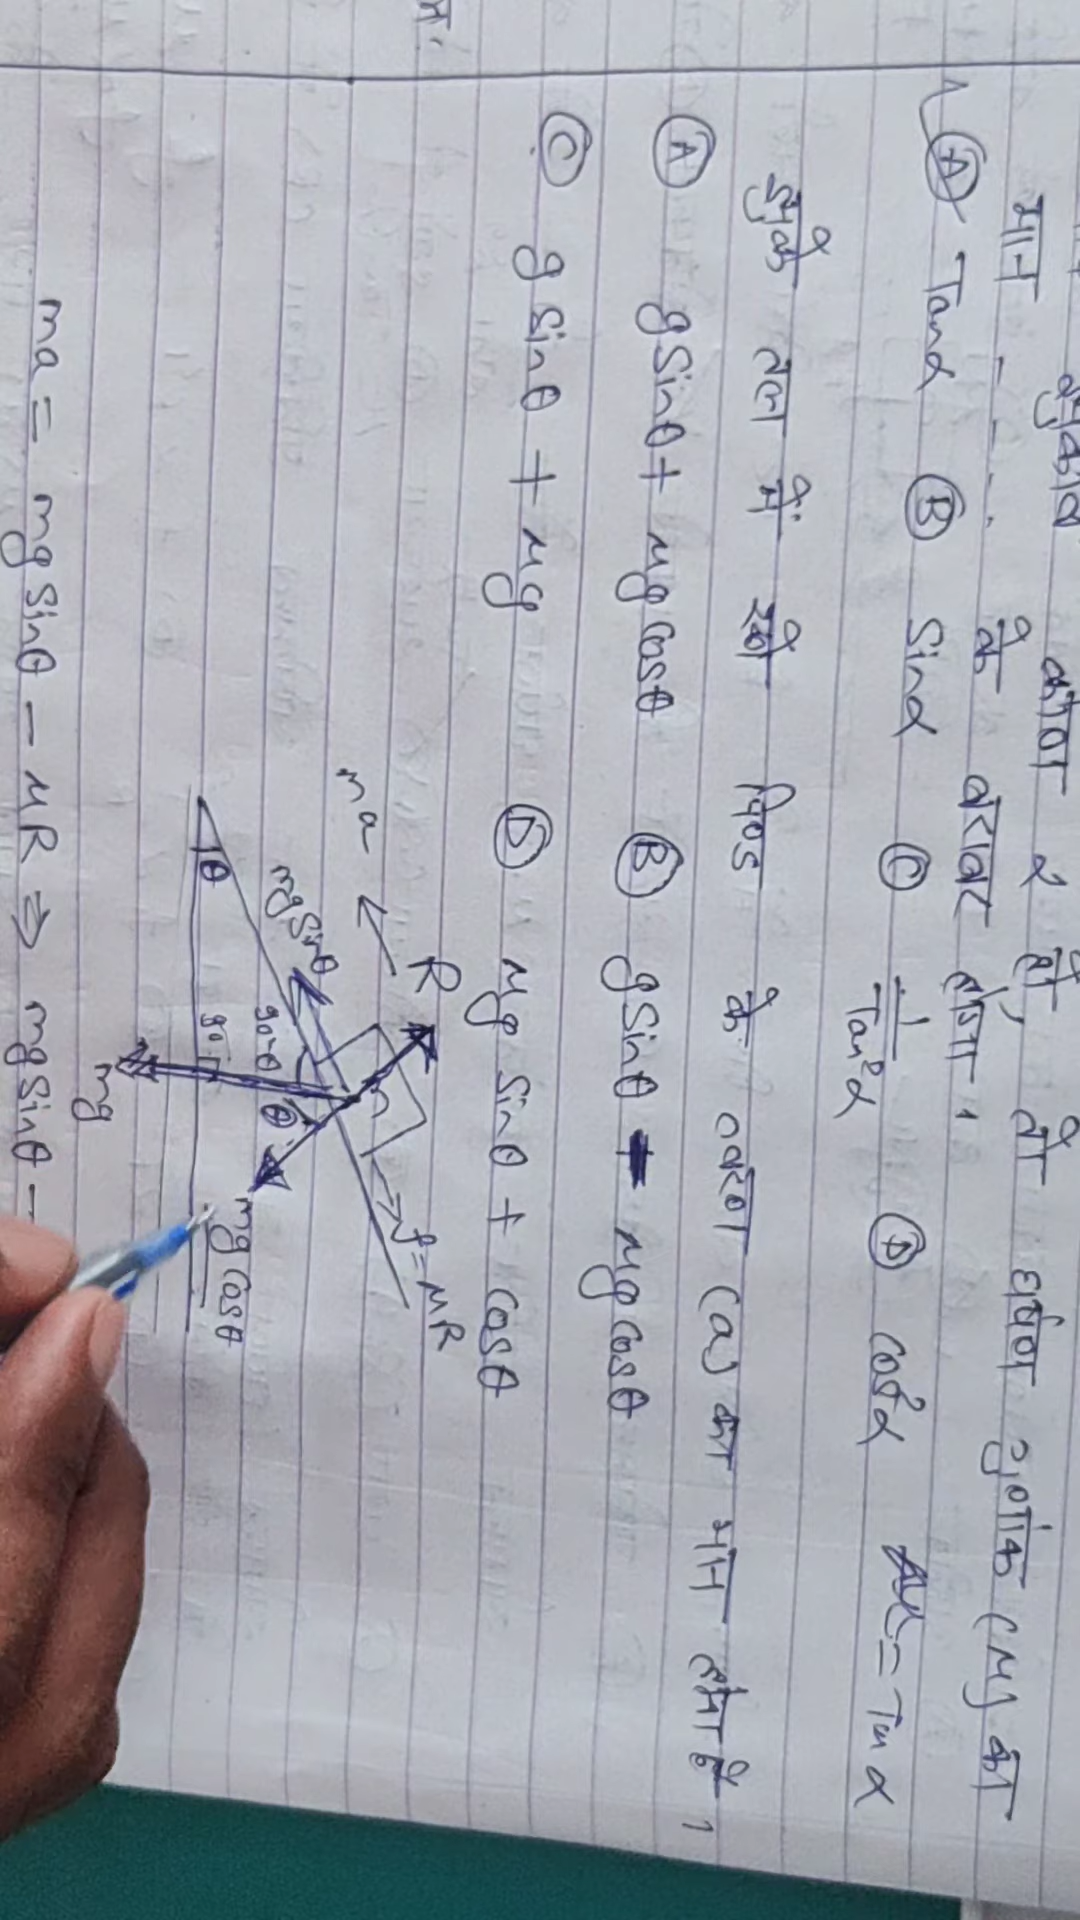 झुकाव कोण α हो, तो घर्षण गुणांक (μ) का
मान - - - - के बराबर होगा।
(A) Tanα (B) Sinα (C) 1/Tan²α (D) cos²α μ = Tan α
झुके तल में रखे पिंड के त्वरण (a) का मान होता है।
(A) gSinθ + μg cosθ (B) gSinθ - μg cosθ
(C) g sinθ + μg (D) μg sinθ + cosθ
ma
R
f = μR
m
mg sinθ
θ
90-θ
θ
90
mg cosθ
mg
ma = mg sinθ - μR ⇒ mg sinθ -